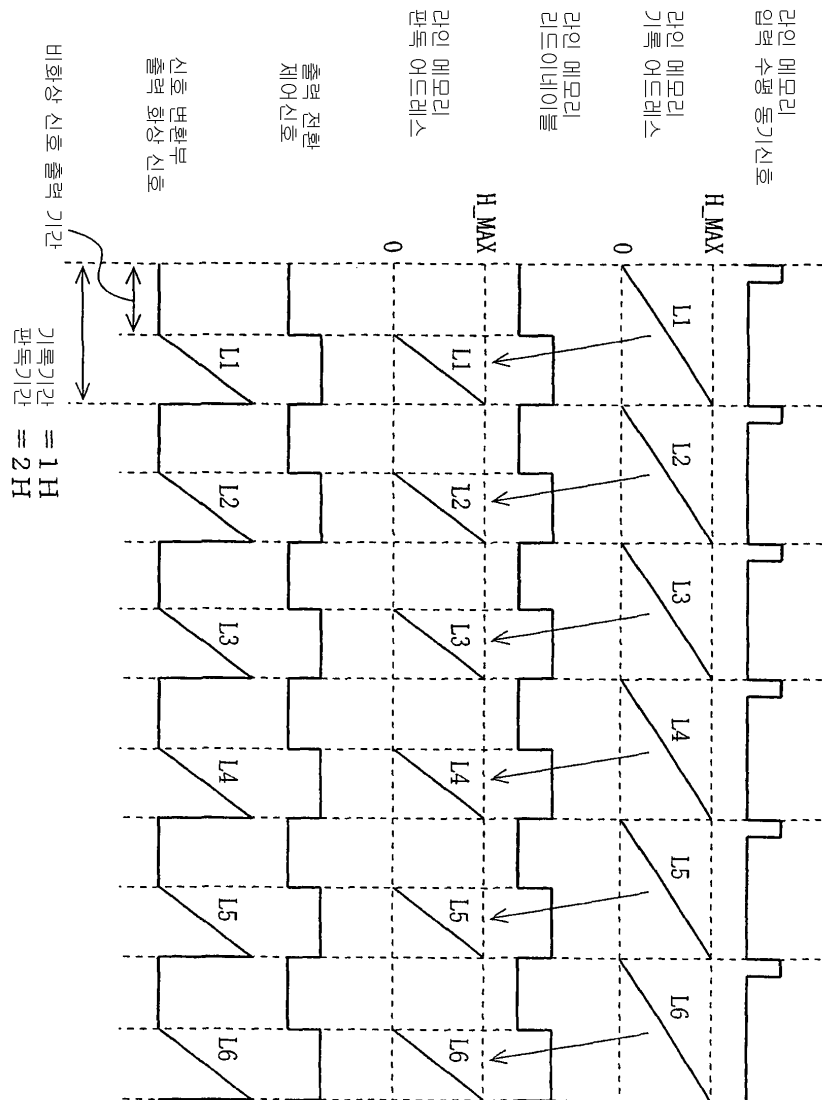 라인 메모리
입력 수평 동기신호
H_MAX
라인 메모리
기록 어드레스
0
L1
L2
L3
L4
L5
L6
라인 메모리
리드이네이블
H_MAX
라인 메모리
판독 어드레스
0
L1
L2
L3
L4
L5
L6
출력 전환
제어신호
신호 변환부
출력 화상 신호
L1
L2
L3
L4
L5
L6
비화상 신호 출력 기간
기록기간 = 1H
판독기간 = 2H